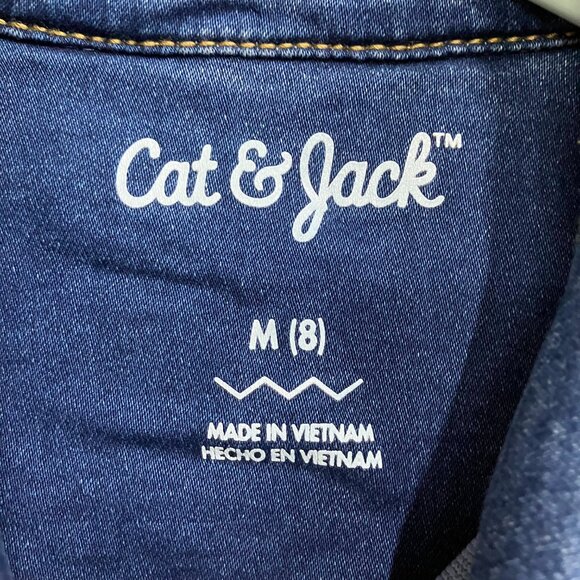 Cat & Jack™
M (8)
MADE IN VIETNAM
HECHO EN VIETNAM